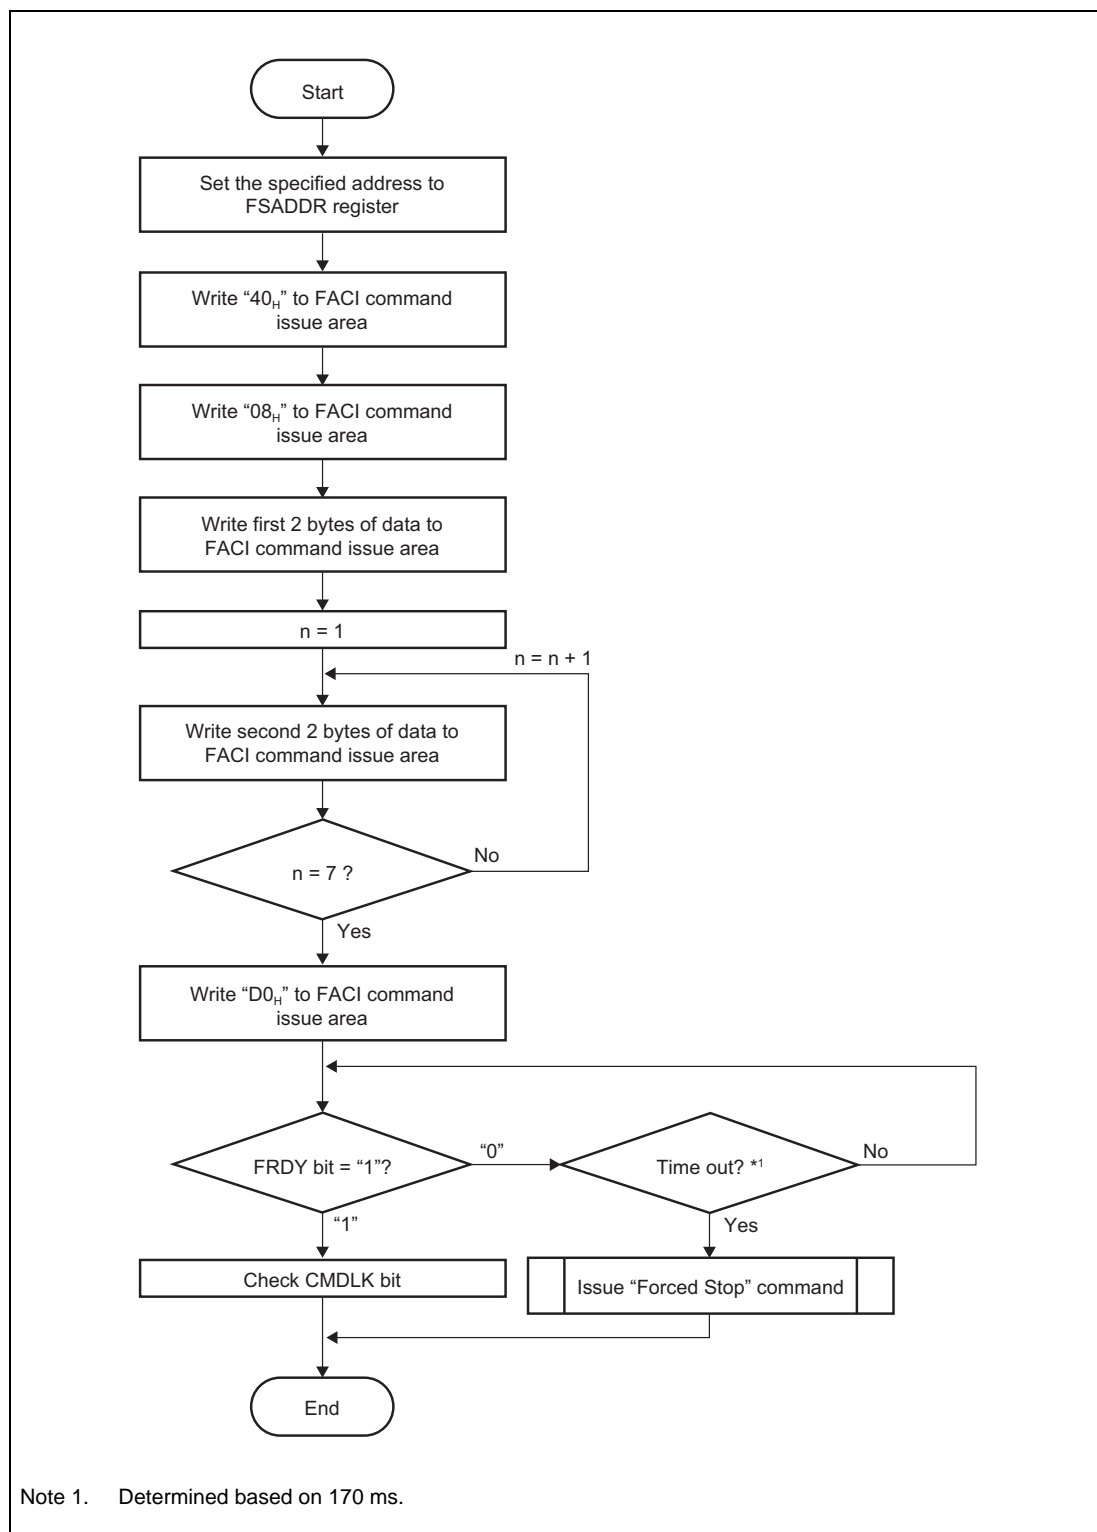 Start
Set the specified address to
FSADDR register
Write “40H” to FACI command
issue area
Write “08H” to FACI command
issue area
Write first 2 bytes of data to
FACI command issue area
n = 1
n = n + 1
Write second 2 bytes of data to
FACI command issue area
n = 7 ?
No
Yes
Write “D0H” to FACI command
issue area
FRDY bit = “1”?
“0”
Time out? *1
No
“1”
Yes
Check CMDLK bit
Issue “Forced Stop” command
End
Note 1. Determined based on 170 ms.